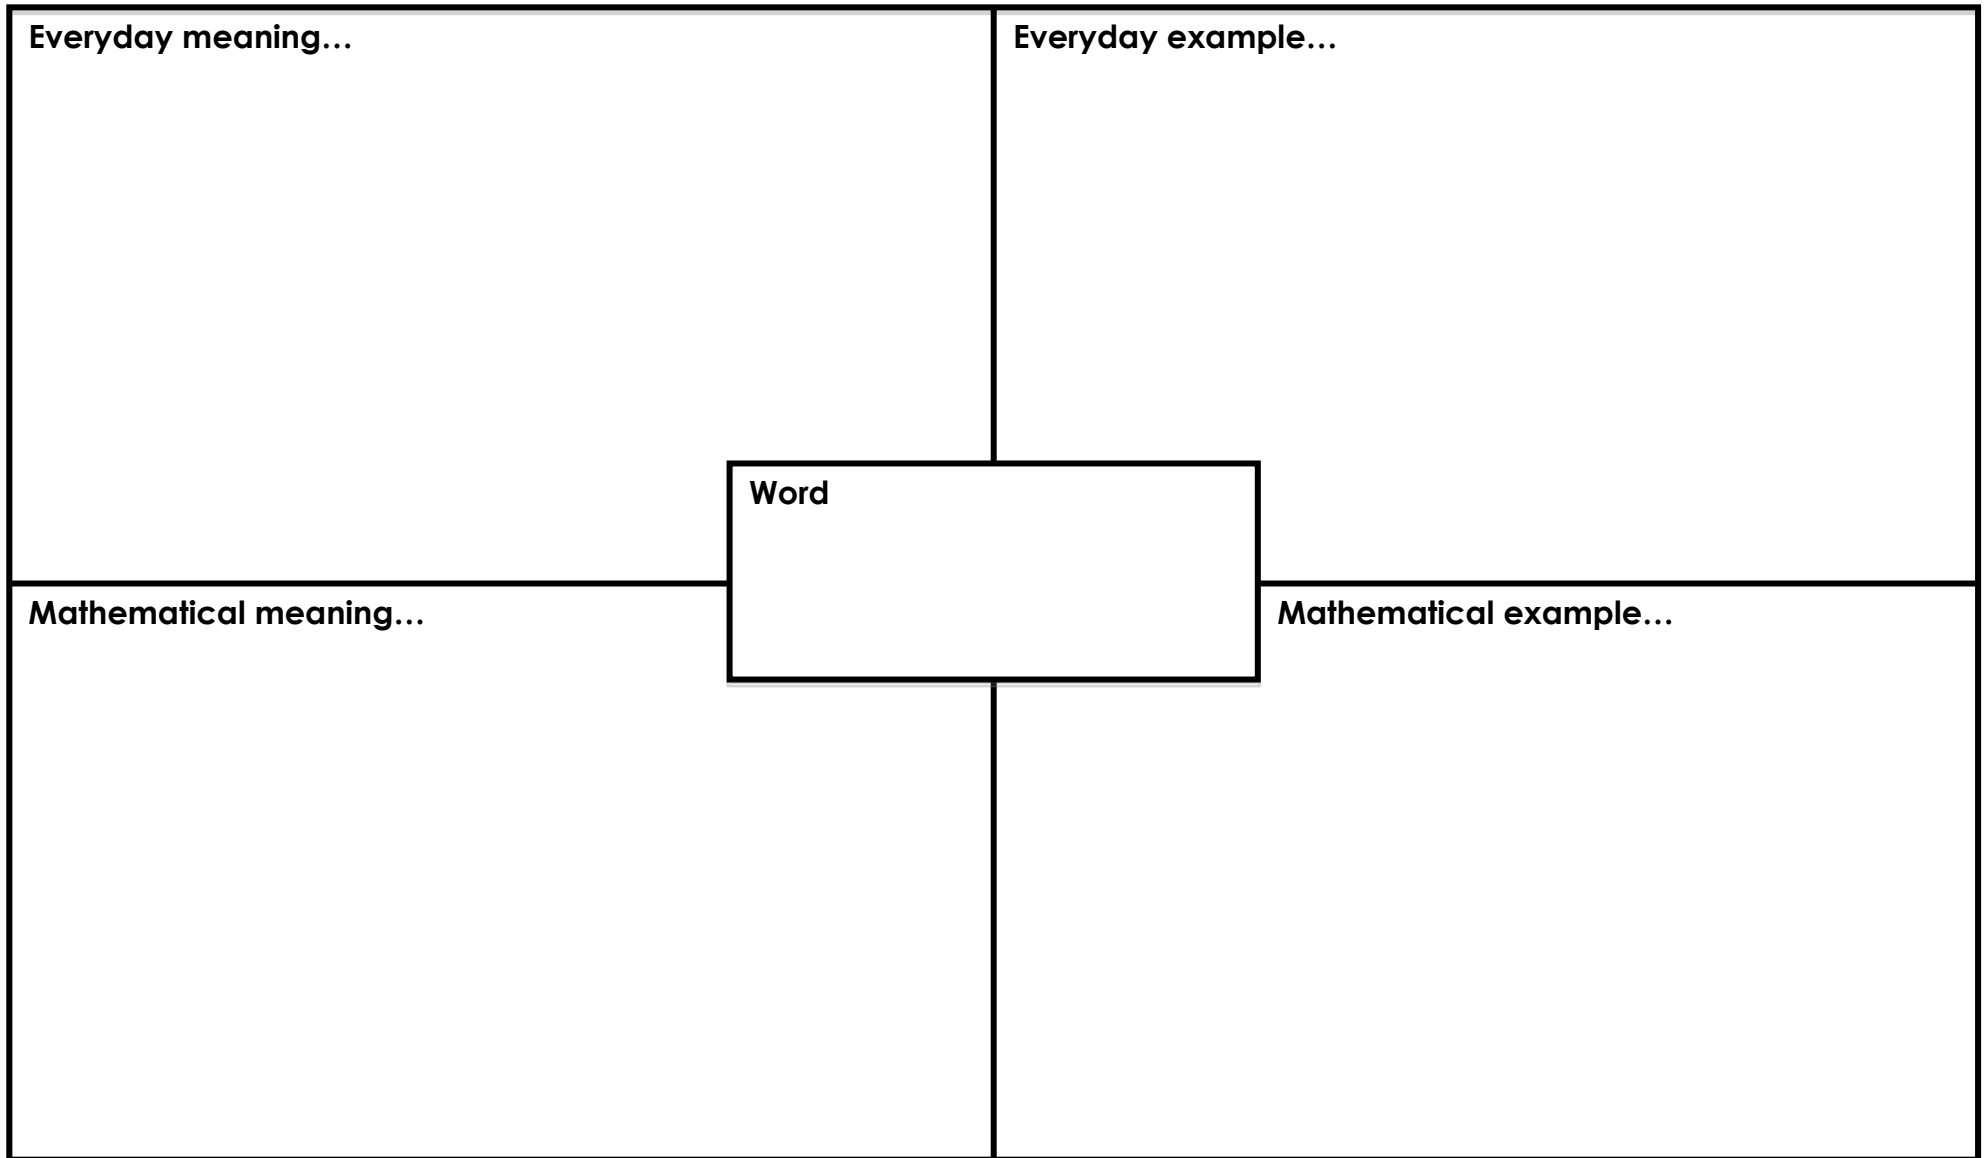 Everyday meaning…
Everyday example…
Word
Mathematical meaning…
Mathematical example…